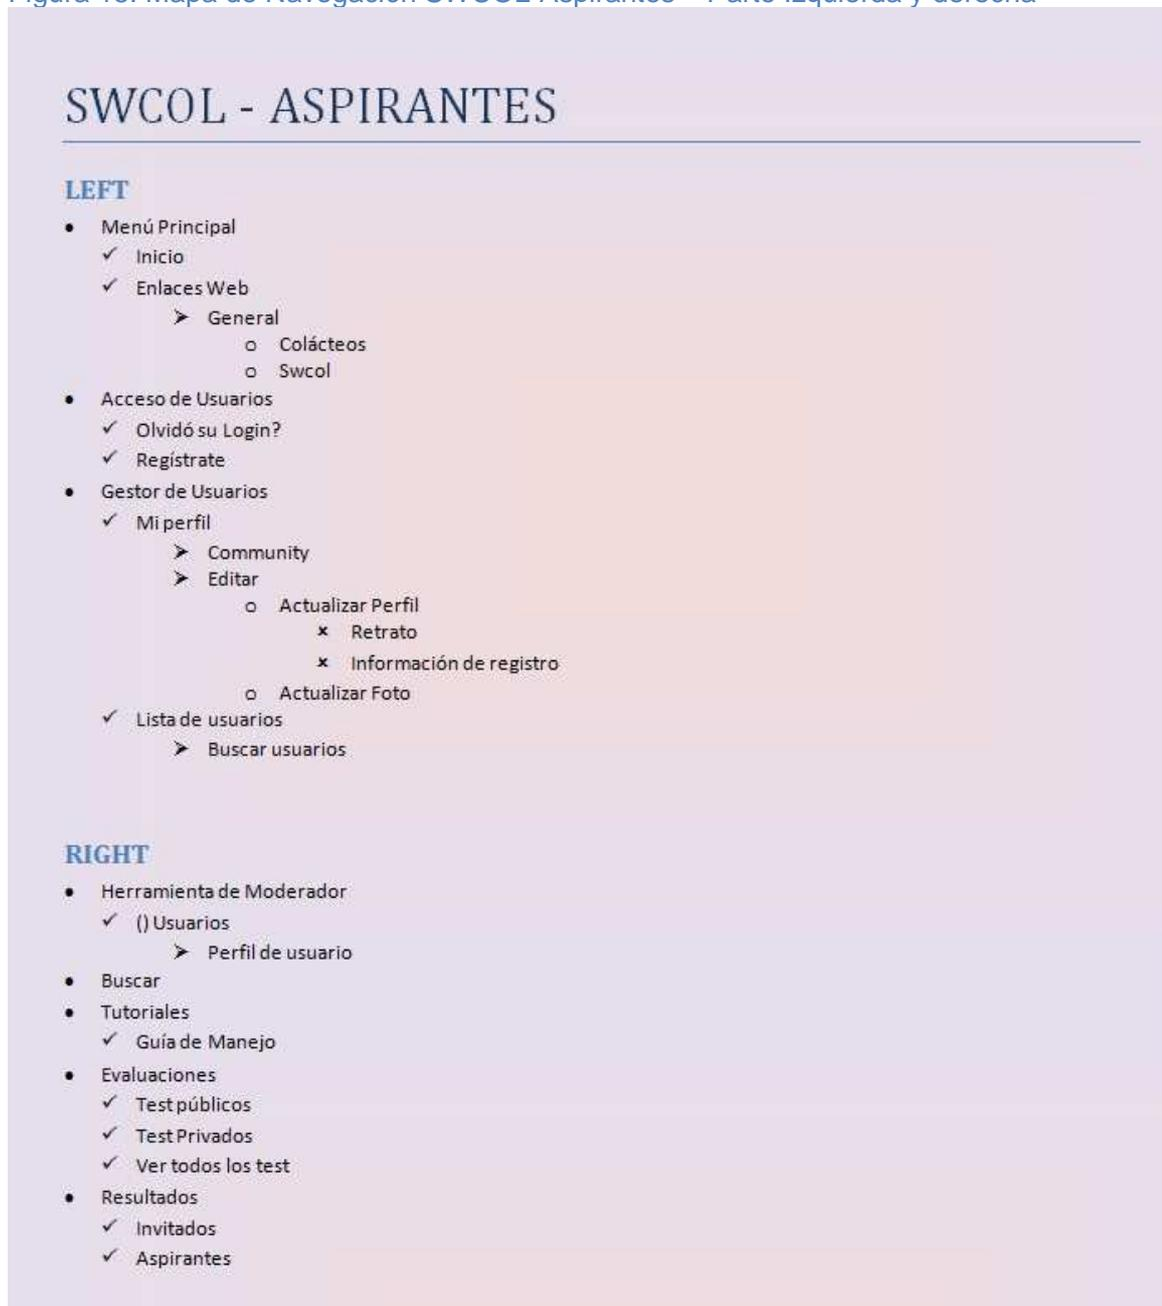 SWCOL - ASPIRANTES
LEFT
• Menú Principal
✓ Inicio
✓ Enlaces Web
➢ General
o Colácteos
o Swcol
• Acceso de Usuarios
✓ Olvidó su Login?
✓ Regístrate
• Gestor de Usuarios
✓ Mi perfil
➢ Community
➢ Editar
o Actualizar Perfil
× Retrato
× Información de registro
o Actualizar Foto
✓ Lista de usuarios
➢ Buscar usuarios
RIGHT
• Herramienta de Moderador
✓ () Usuarios
➢ Perfil de usuario
• Buscar
• Tutoriales
✓ Guía de Manejo
• Evaluaciones
✓ Test públicos
✓ Test Privados
✓ Ver todos los test
• Resultados
✓ Invitados
✓ Aspirantes